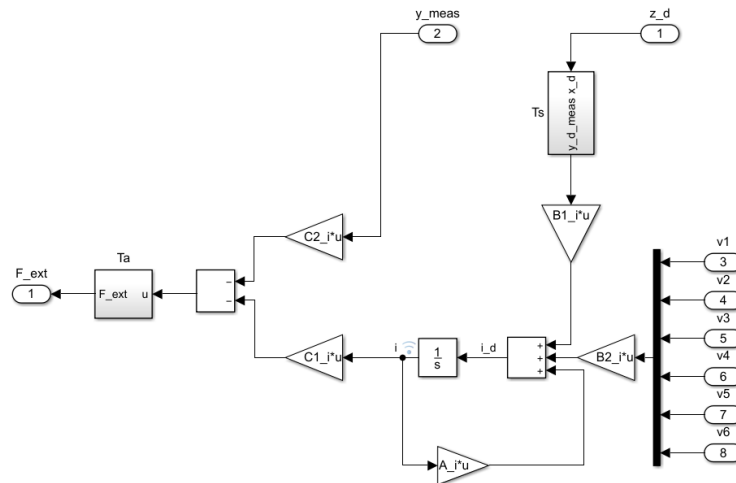 y_meas
2
z_d
1
Ts
y_d_meas x_d
B1_i*u
C2_i*u
F_ext
1
Ta
F_ext u
−
−
C1_i*u
i
1
s
i_d
+
+
+
B2_i*u
A_i*u
v1
3
v2
4
v3
5
v4
6
v5
7
v6
8